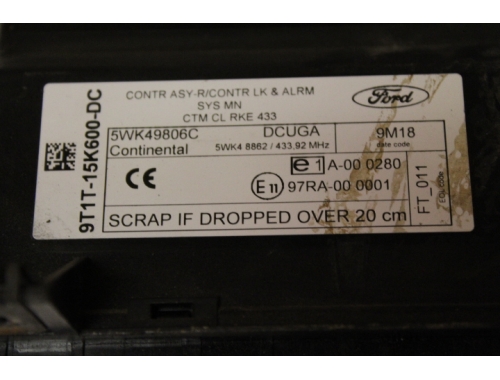 CONTR ASY-R/CONTR LK & ALRM
SYS MN
CTM CL RKE 433
Ford
9T1T-15K600-DC
5WK49806C DCUGA 9M18
Continental 5WK4 8862 / 433,92 MHz date code
CE e1 A-00 0280
E11 97RA-00 0001
SCRAP IF DROPPED OVER 20 cm
FT_011